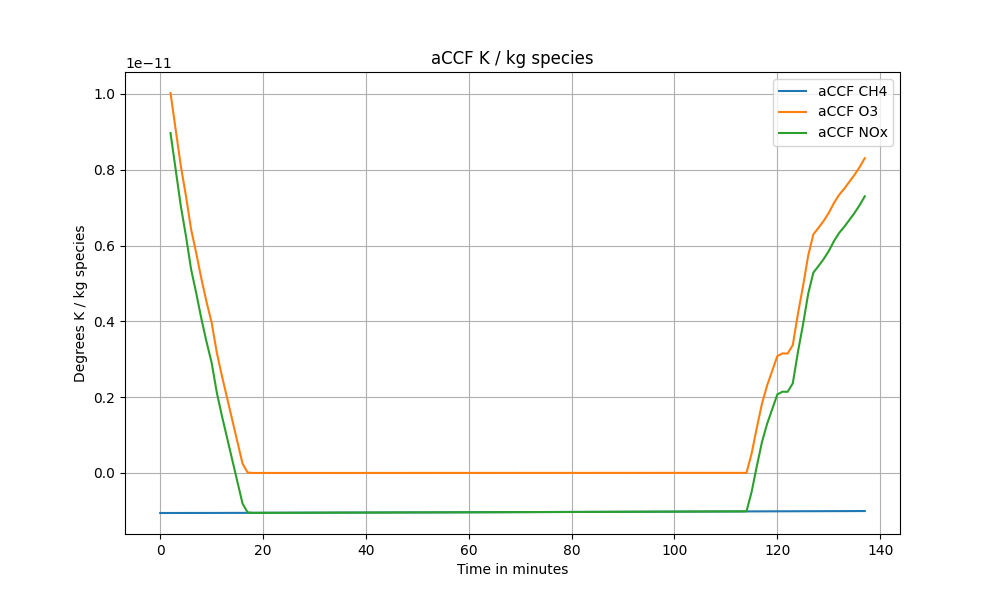 aCCF K / kg species
1e−11
aCCF CH4
aCCF O3
aCCF NOx
1.0
0.8
0.6
0.4
0.2
0.0
Degrees K / kg species
0 20 40 60 80 100 120 140
Time in minutes